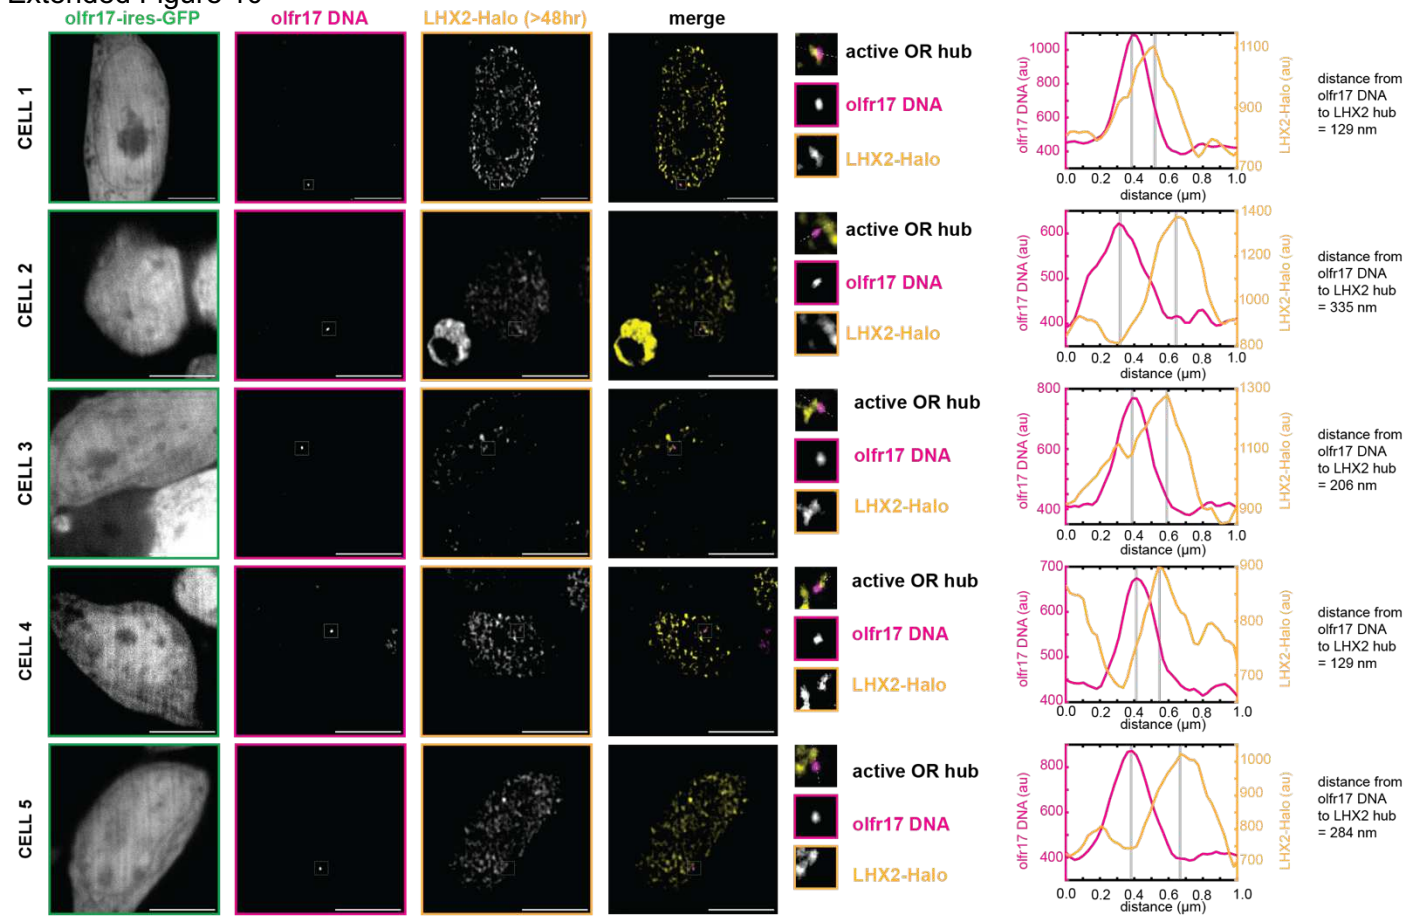 olfr17-ires-GFP olfr17 DNA LHX2-Halo (>48hr) merge
CELL 1
active OR hub
olfr17 DNA
LHX2-Halo
olfr17 DNA (au)
1000
800
600
400
1100
900
700
LHX2-Halo (au)
0.0 0.2 0.4 0.6 0.8 1.0
distance (µm)
distance from
olfr17 DNA
to LHX2 hub
= 129 nm
CELL 2
active OR hub
olfr17 DNA
LHX2-Halo
olfr17 DNA (au)
600
500
400
1400
1200
1000
800
LHX2-Halo (au)
0.0 0.2 0.4 0.6 0.8 1.0
distance (µm)
distance from
olfr17 DNA
to LHX2 hub
= 335 nm
CELL 3
active OR hub
olfr17 DNA
LHX2-Halo
olfr17 DNA (au)
800
600
400
1300
1100
900
LHX2-Halo (au)
0.0 0.2 0.4 0.6 0.8 1.0
distance (µm)
distance from
olfr17 DNA
to LHX2 hub
= 206 nm
CELL 4
active OR hub
olfr17 DNA
LHX2-Halo
olfr17 DNA (au)
700
600
500
400
900
800
700
LHX2-Halo (au)
0.0 0.2 0.4 0.6 0.8 1.0
distance (µm)
distance from
olfr17 DNA
to LHX2 hub
= 129 nm
CELL 5
active OR hub
olfr17 DNA
LHX2-Halo
olfr17 DNA (au)
800
600
400
1000
900
800
700
LHX2-Halo (au)
0.0 0.2 0.4 0.6 0.8 1.0
distance (µm)
distance from
olfr17 DNA
to LHX2 hub
= 284 nm